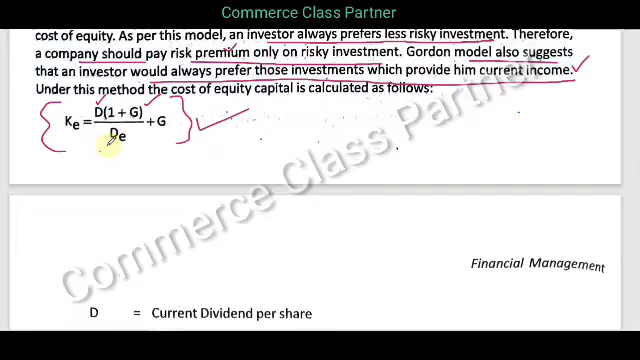 Commerce Class Partner
cost of equity. As per this model, an investor always prefers less risky investment. Therefore,
a company should pay risk premium only on risky investment. Gordon model also suggests
that an investor would always prefer those investments which provide him current income.
Under this method the cost of equity capital is calculated as follows:
Ke = D(1 + G) / De + G
Commerce Class Partner
Financial Management
D = Current Dividend per share